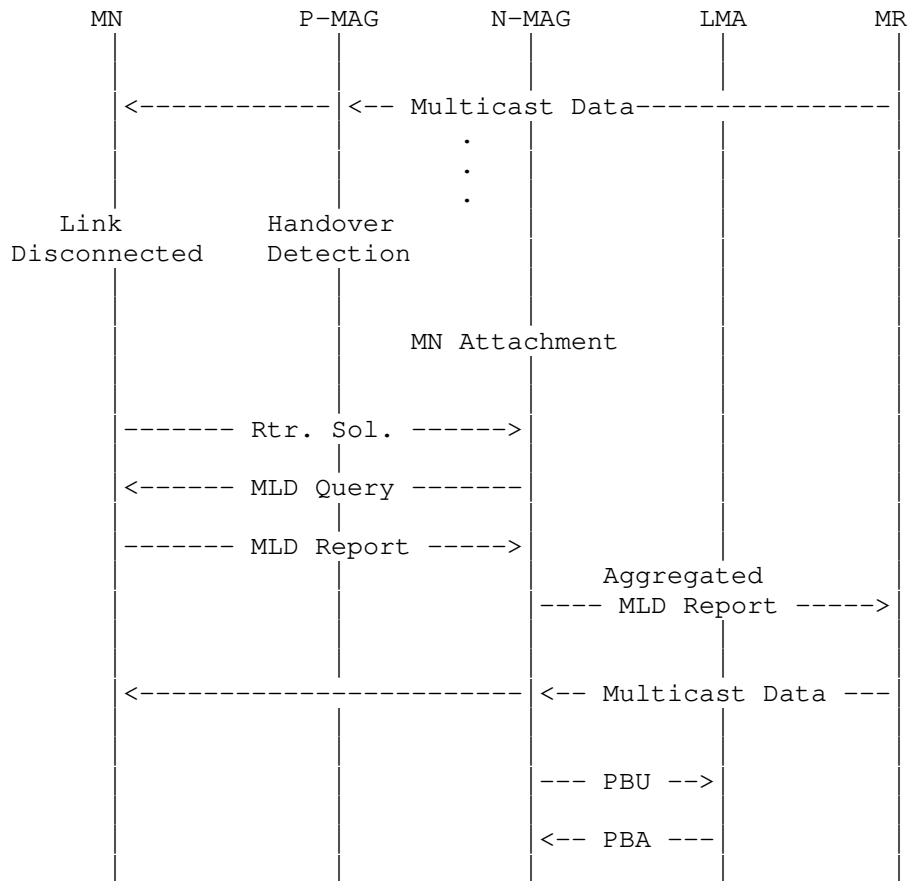 MN P-MAG N-MAG LMA MR
Multicast Data
.
.
.
Link Handover
Disconnected Detection
MN Attachment
Rtr. Sol.
MLD Query
MLD Report
Aggregated
MLD Report
Multicast Data
PBU
PBA